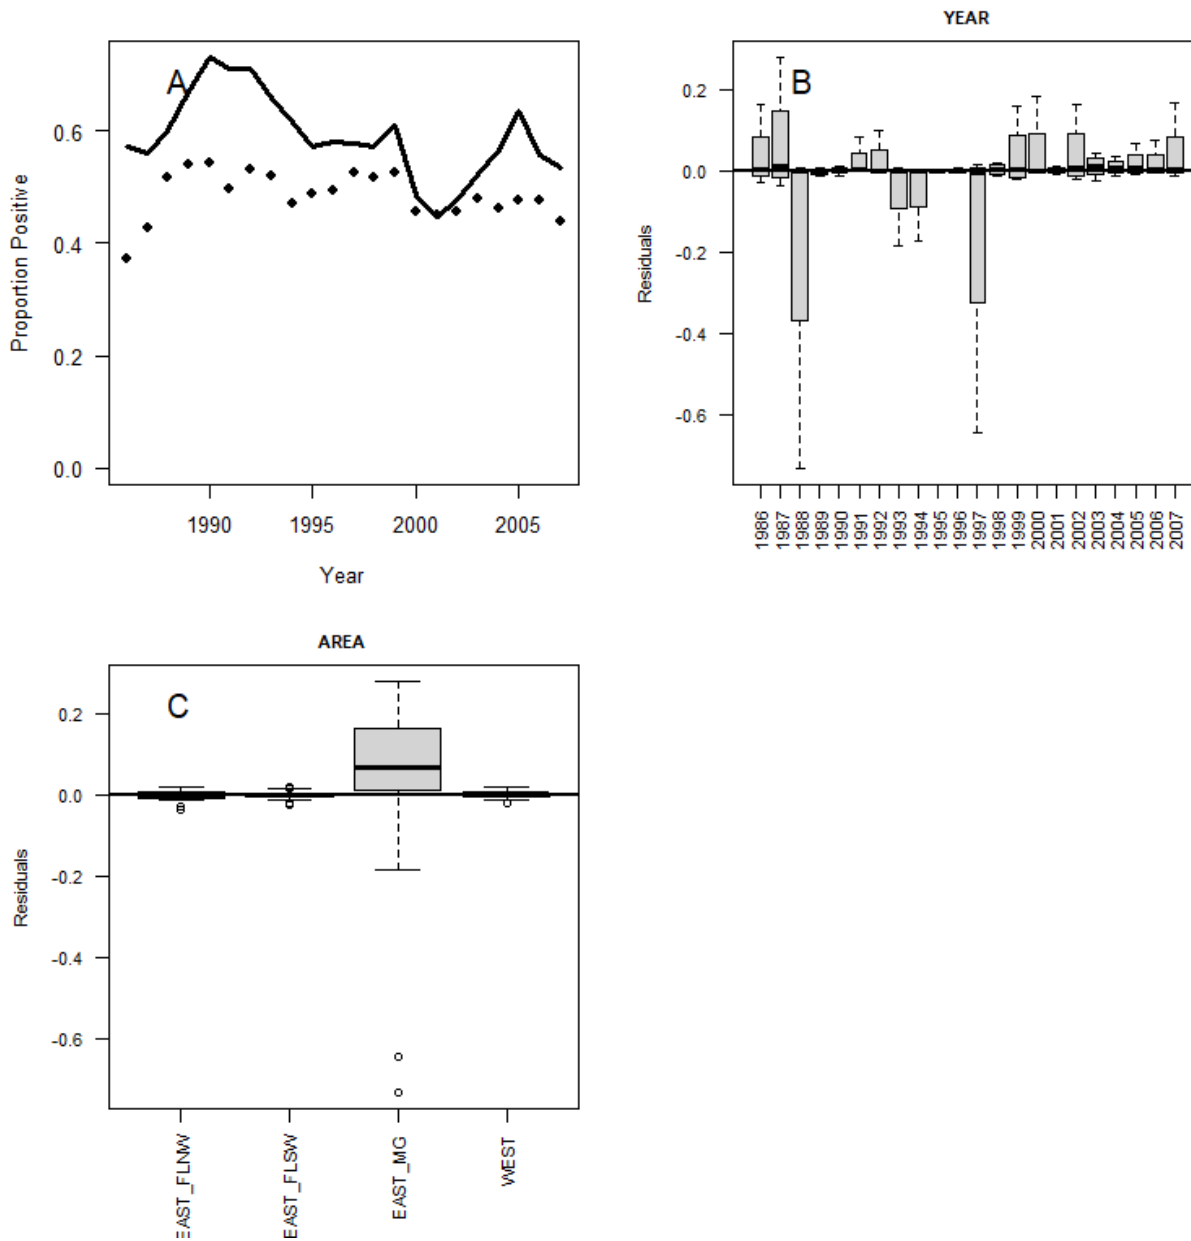 A
Proportion Positive
0.6
0.4
0.2
0.0
1990 1995 2000 2005
Year
YEAR
B
Residuals
0.2
0.0
-0.2
-0.4
-0.6
1986 1987 1988 1989 1990 1991 1992 1993 1994 1995 1996 1997 1998 1999 2000 2001 2002 2003 2004 2005 2006 2007
AREA
C
Residuals
0.2
0.0
-0.2
-0.4
-0.6
EAST_FLNW EAST_FLSW EAST_MG WEST